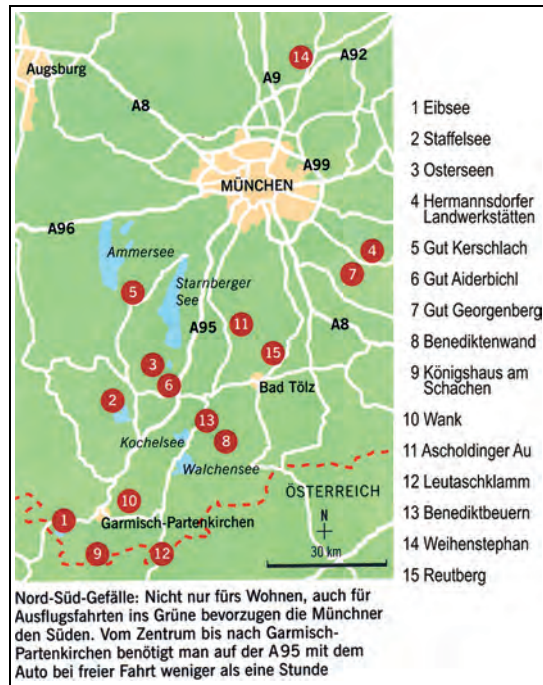 14
A92
A9
Augsburg
A8
A99
MÜNCHEN
A96
Ammersee
4
7
5
Starnberger
See
11
A95
A8
15
3
6
Bad Tölz
2
13
Kochelsee
8
Walchensee
ÖSTERREICH
10
1
Garmisch-Partenkirchen
N
9
12
30 km
1 Eibsee
2 Staffelsee
3 Osterseen
4 Hermannsdorfer
Landwerkstätten
5 Gut Kerschlach
6 Gut Aiderbichl
7 Gut Georgenberg
8 Benediktenwand
9 Königshaus am
Schachen
10 Wank
11 Ascholdinger Au
12 Leutaschklamm
13 Benediktbeuern
14 Weihenstephan
15 Reutberg
Nord-Süd-Gefälle: Nicht nur fürs Wohnen, auch für
Ausflugsfahrten ins Grüne bevorzugen die Münchner
den Süden. Vom Zentrum bis nach Garmisch-
Partenkirchen benötigt man auf der A95 mit dem
Auto bei freier Fahrt weniger als eine Stunde